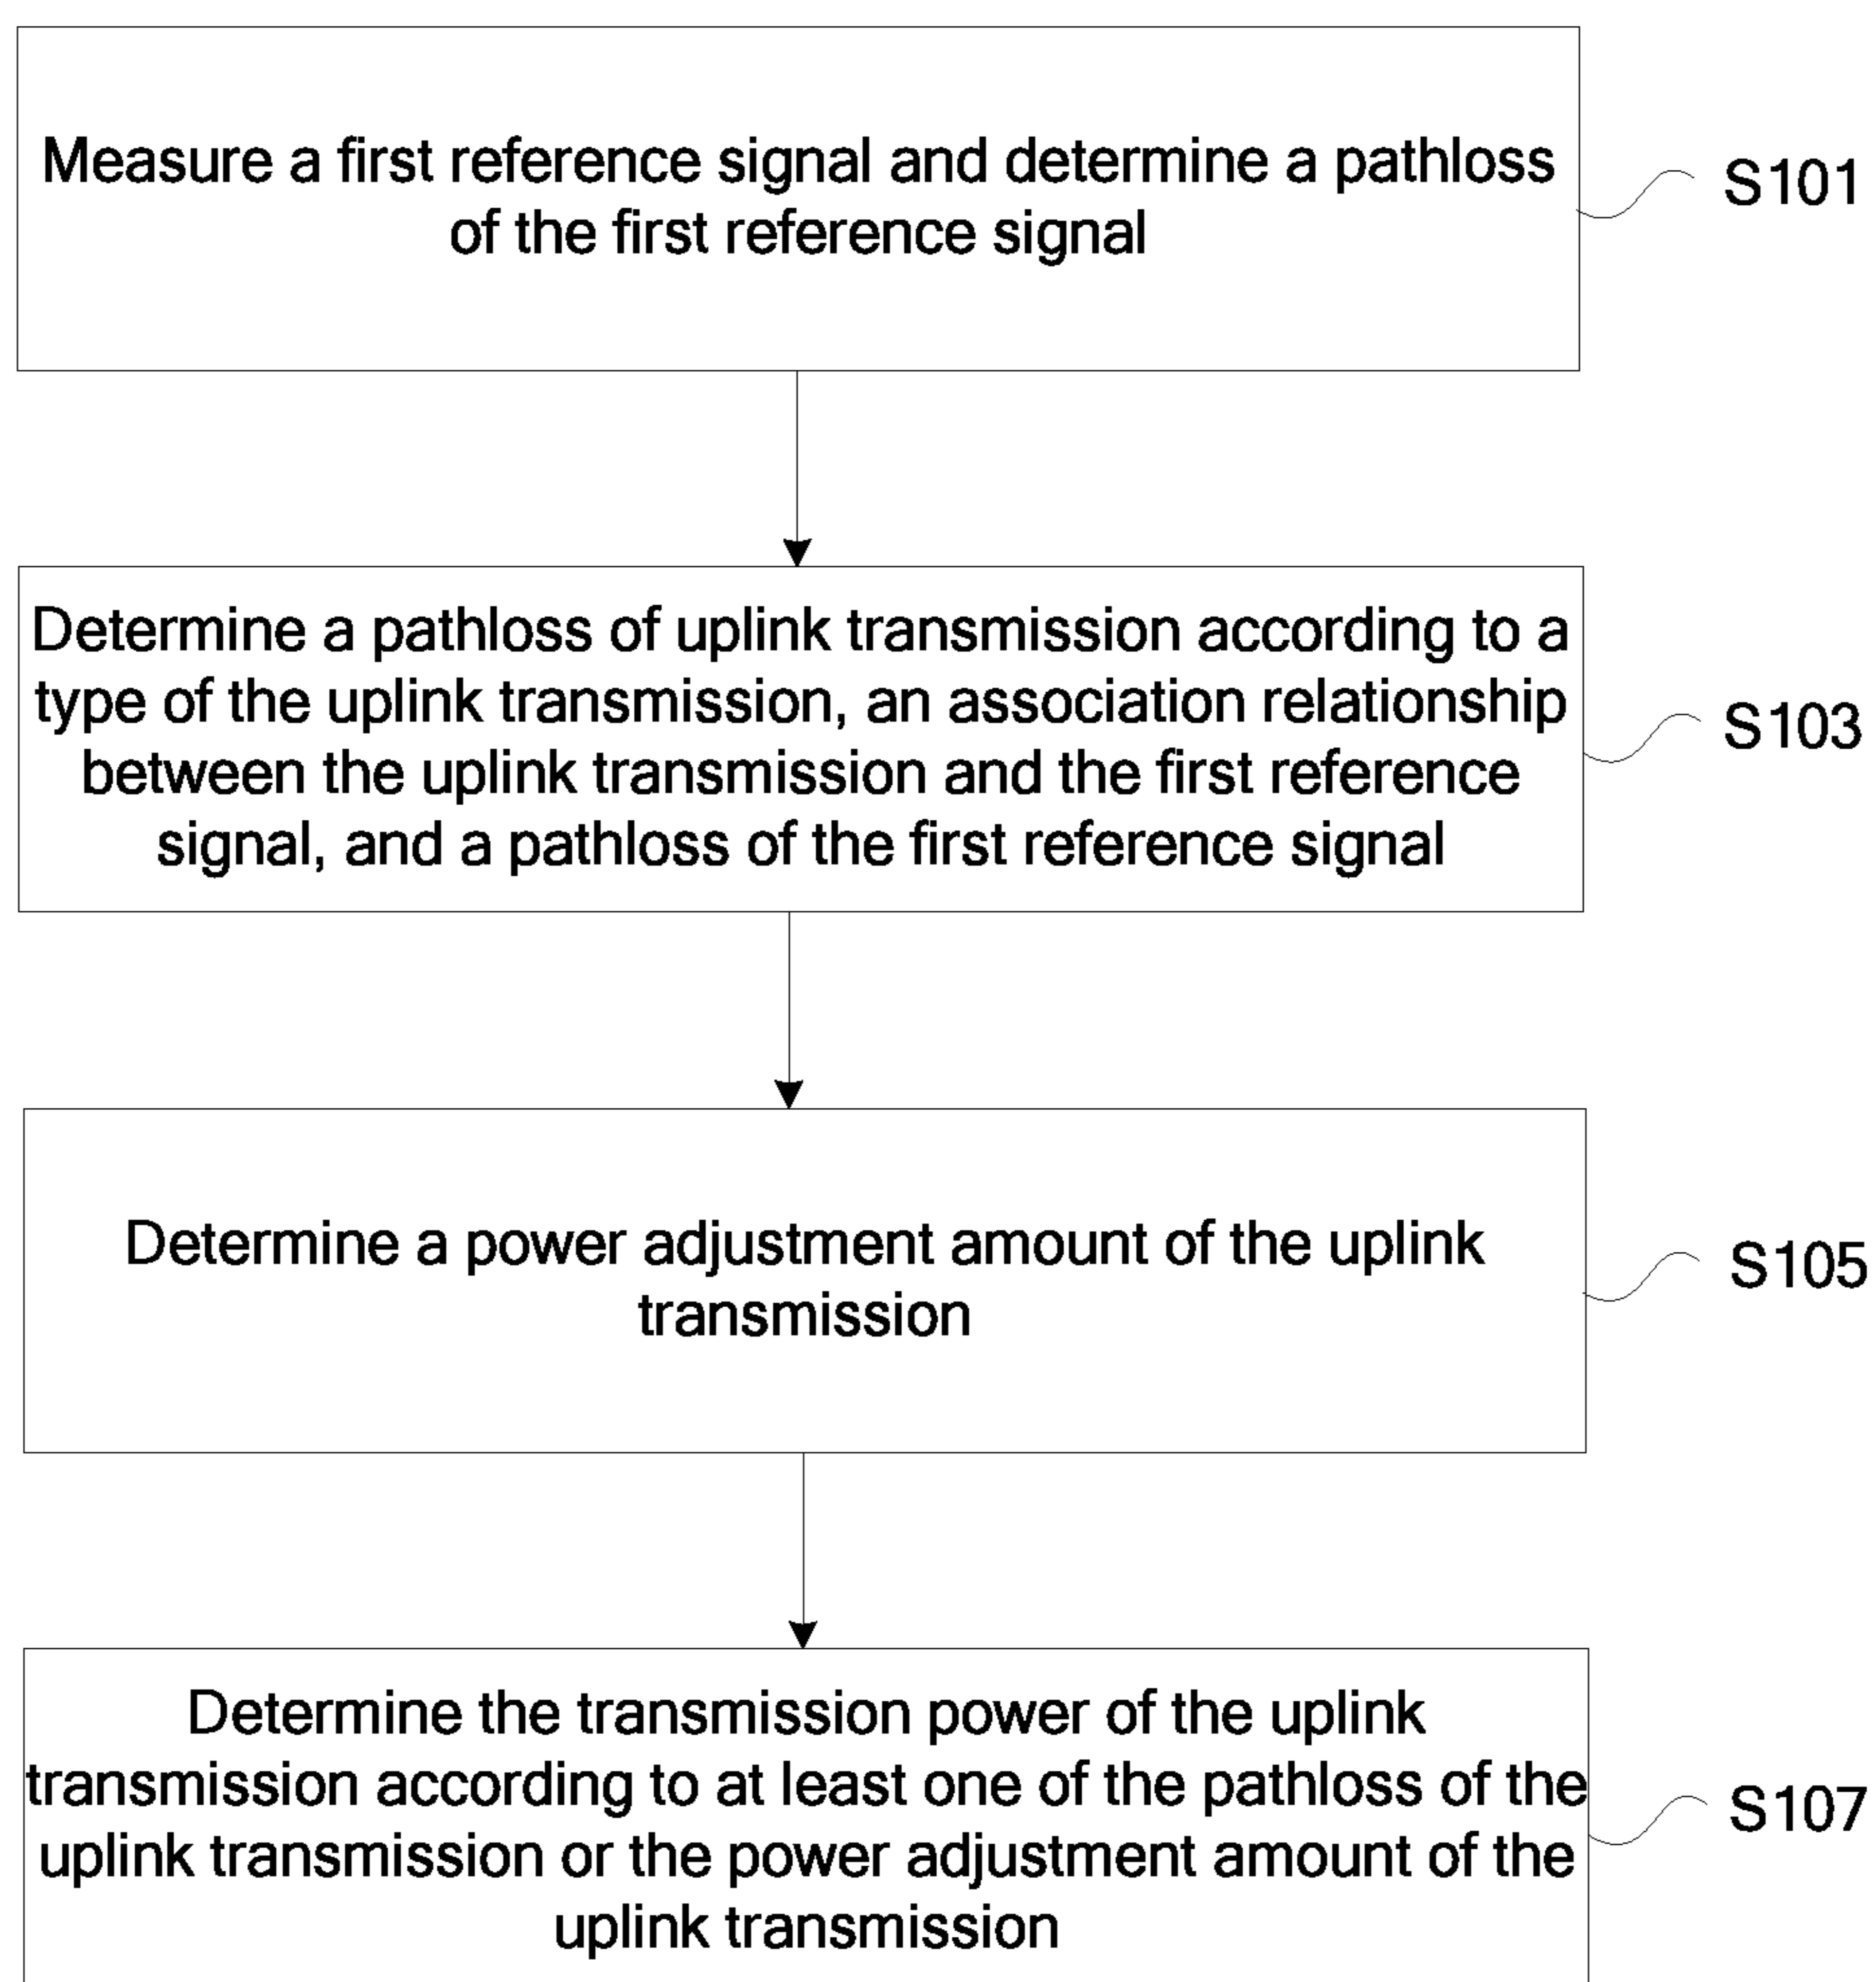 Measure a first reference signal and determine a pathloss
of the first reference signal
S101
Determine a pathloss of uplink transmission according to a
type of the uplink transmission, an association relationship
between the uplink transmission and the first reference
signal, and a pathloss of the first reference signal
S103
Determine a power adjustment amount of the uplink
transmission
S105
Determine the transmission power of the uplink
transmission according to at least one of the pathloss of the
uplink transmission or the power adjustment amount of the
uplink transmission
S107